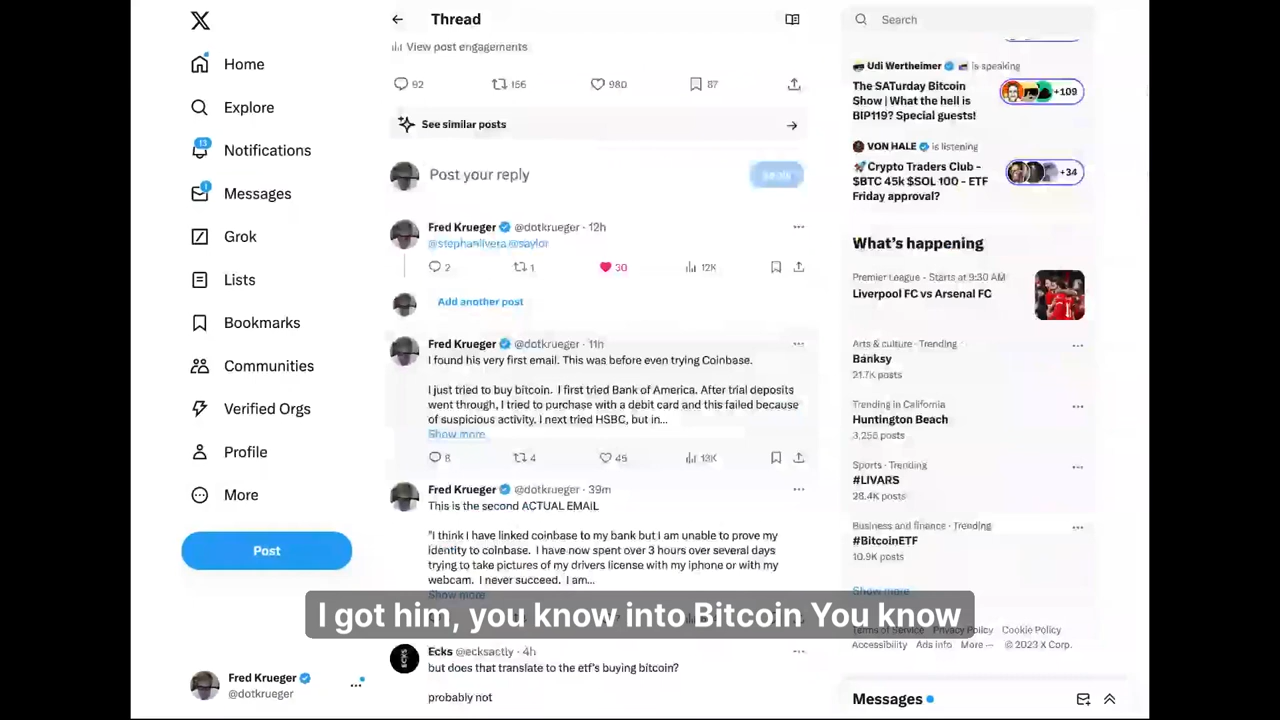 Home
Explore
13
Notifications
1
Messages
Grok
Lists
Bookmarks
Communities
Verified Orgs
Profile
More
Post
Fred Krueger
@dotkrueger
Thread
View post engagements
92
156
980
87
See similar posts
Post your reply
Fred Krueger @dotkrueger · 12h
@stephanlivera @saylor
2
1
30
12K
Add another post
Fred Krueger @dotkrueger · 11h
I found his very first email. This was before even trying Coinbase.
I just tried to buy bitcoin. I first tried Bank of America. After trial deposits
went through, I tried to purchase with a debit card and this failed because
of suspicious activity. I next tried HSBC, but in...
Show more
4
13K
Fred Krueger @dotkrueger · 39m
This is the second ACTUAL EMAIL
"I think I have linked coinbase to my bank but I am unable to prove my
identity to coinbase. I have now spent over 3 hours over several days
trying to take pictures of my drivers license with my iphone or with my
webcam. I never succeed. I am...
Show more
I got him, you know into Bitcoin You know
ECKS
Ecks @ecksactly · 4h
but does that translate to the etf's buying bitcoin?
probably not
Search
Udi Wertheimer is speaking
The SATurday Bitcoin
Show | What the hell is
BIP119? Special guests!
+109
VON HALE is listening
🚀Crypto Traders Club -
$BTC 45k $SOL 100 - ETF
Friday approval?
+34
What's happening
Premier League · Starts at 9:30 AM
Liverpool FC vs Arsenal FC
Arts & culture · Trending
Banksy
21.7K posts
Trending in California
Huntington Beach
3,256 posts
Sports · Trending
#LIVARS
28.4K posts
Business and finance · Trending
#BitcoinETF
10.9K posts
Show more
Terms of Service Privacy Policy Cookie Policy
Accessibility Ads info More ··· © 2023 X Corp.
Messages